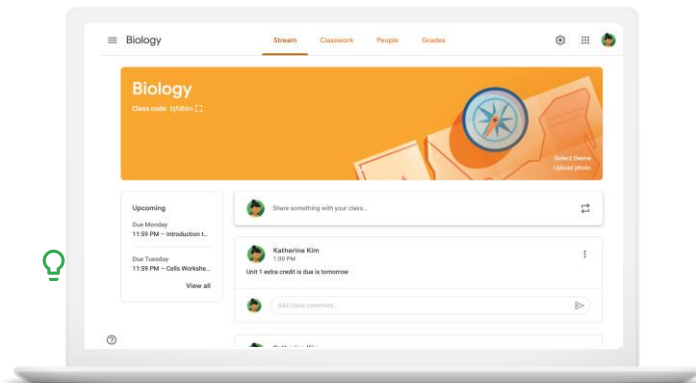 Biology
Stream Classwork People Grades
Biology
Class code
Select theme
Upload photo
Upcoming
Due Monday
11:59 PM – Introduction t...
Due Tuesday
11:59 PM – Cells Workshe...
View all
Share something with your class...
Katherine Kim
1:00 PM
Unit 1 extra credit is due is tomorrow
Add class comment...